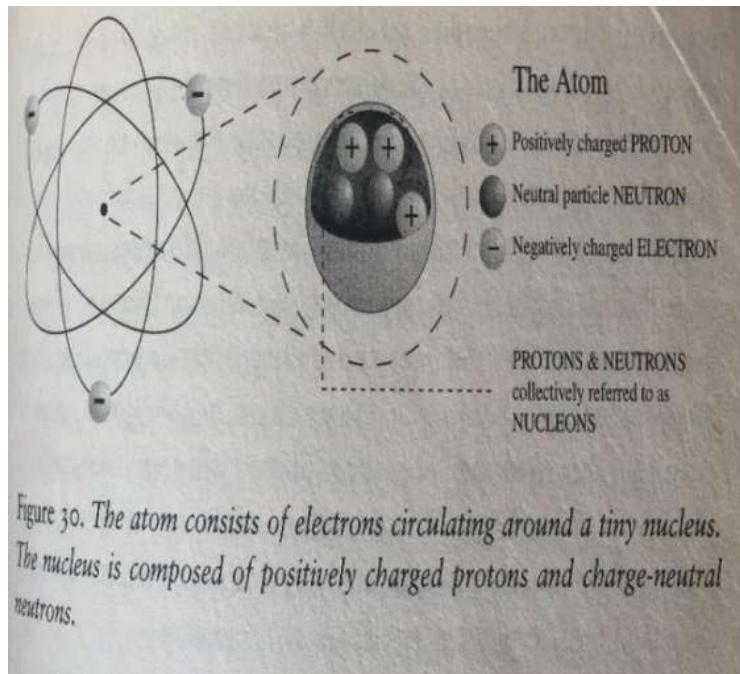 The Atom
+ Positively charged PROTON
Neutral particle NEUTRON
- Negatively charged ELECTRON
PROTONS & NEUTRONS
collectively referred to as
NUCLEONS
Figure 30. The atom consists of electrons circulating around a tiny nucleus.
The nucleus is composed of positively charged protons and charge-neutral
neutrons.